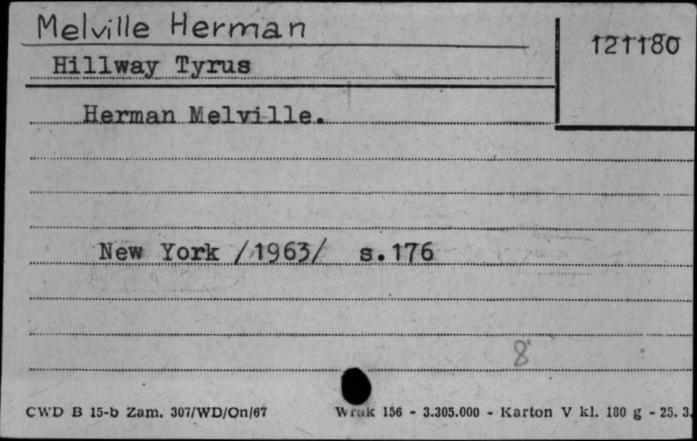 Melville Herman
121180
Hillway Tyrus
Herman Melville.
New York /1963/ s.176
8°
CWD B 15-b Zam. 307/WD/On/67 Wrak 156 - 3.305.000 - Karton V kl. 180 g - 25. 3.